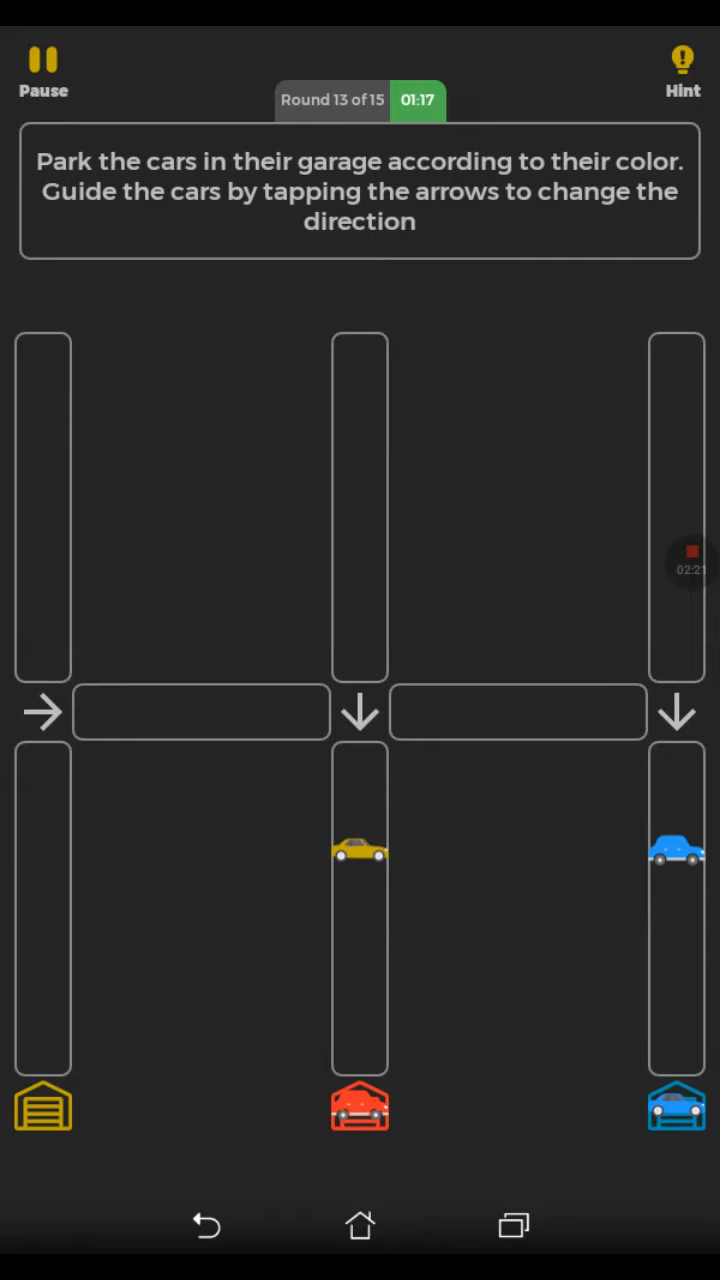 Pause
Hint
Round 13 of 15 01:17
Park the cars in their garage according to their color.
Guide the cars by tapping the arrows to change the
direction
02:21